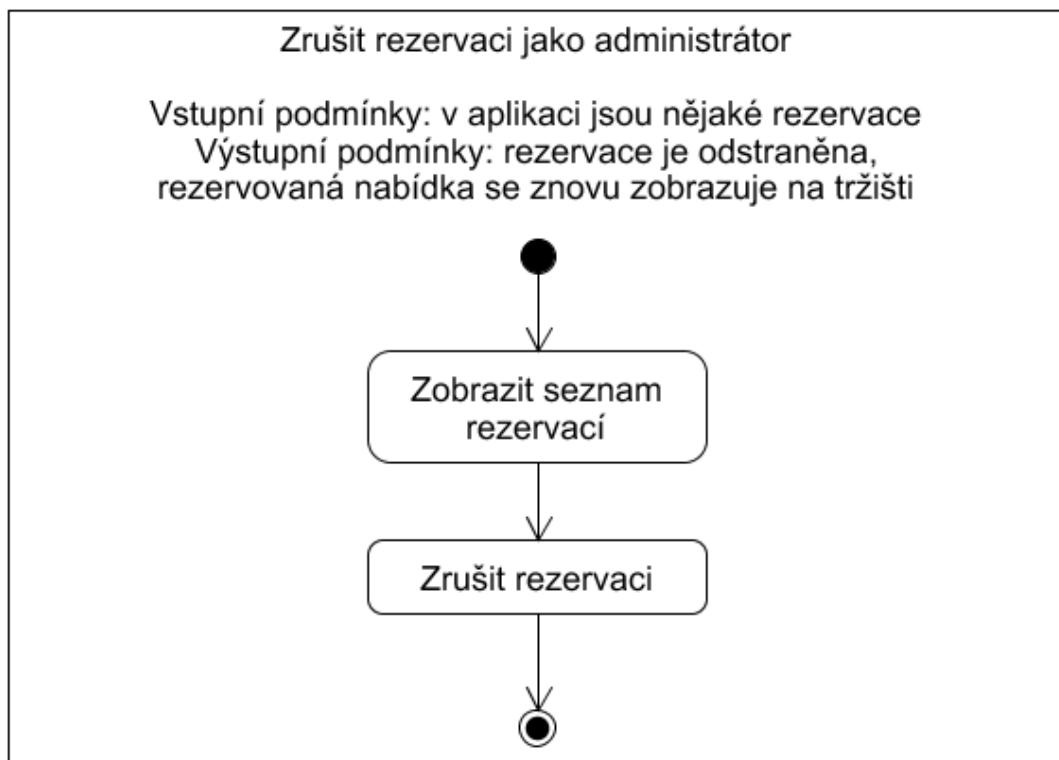 Zrušit rezervaci jako administrátor
Vstupní podmínky: v aplikaci jsou nějaké rezervace
Výstupní podmínky: rezervace je odstraněna,
rezervovaná nabídka se znovu zobrazuje na tržišti
Zobrazit seznam
rezervací
Zrušit rezervaci